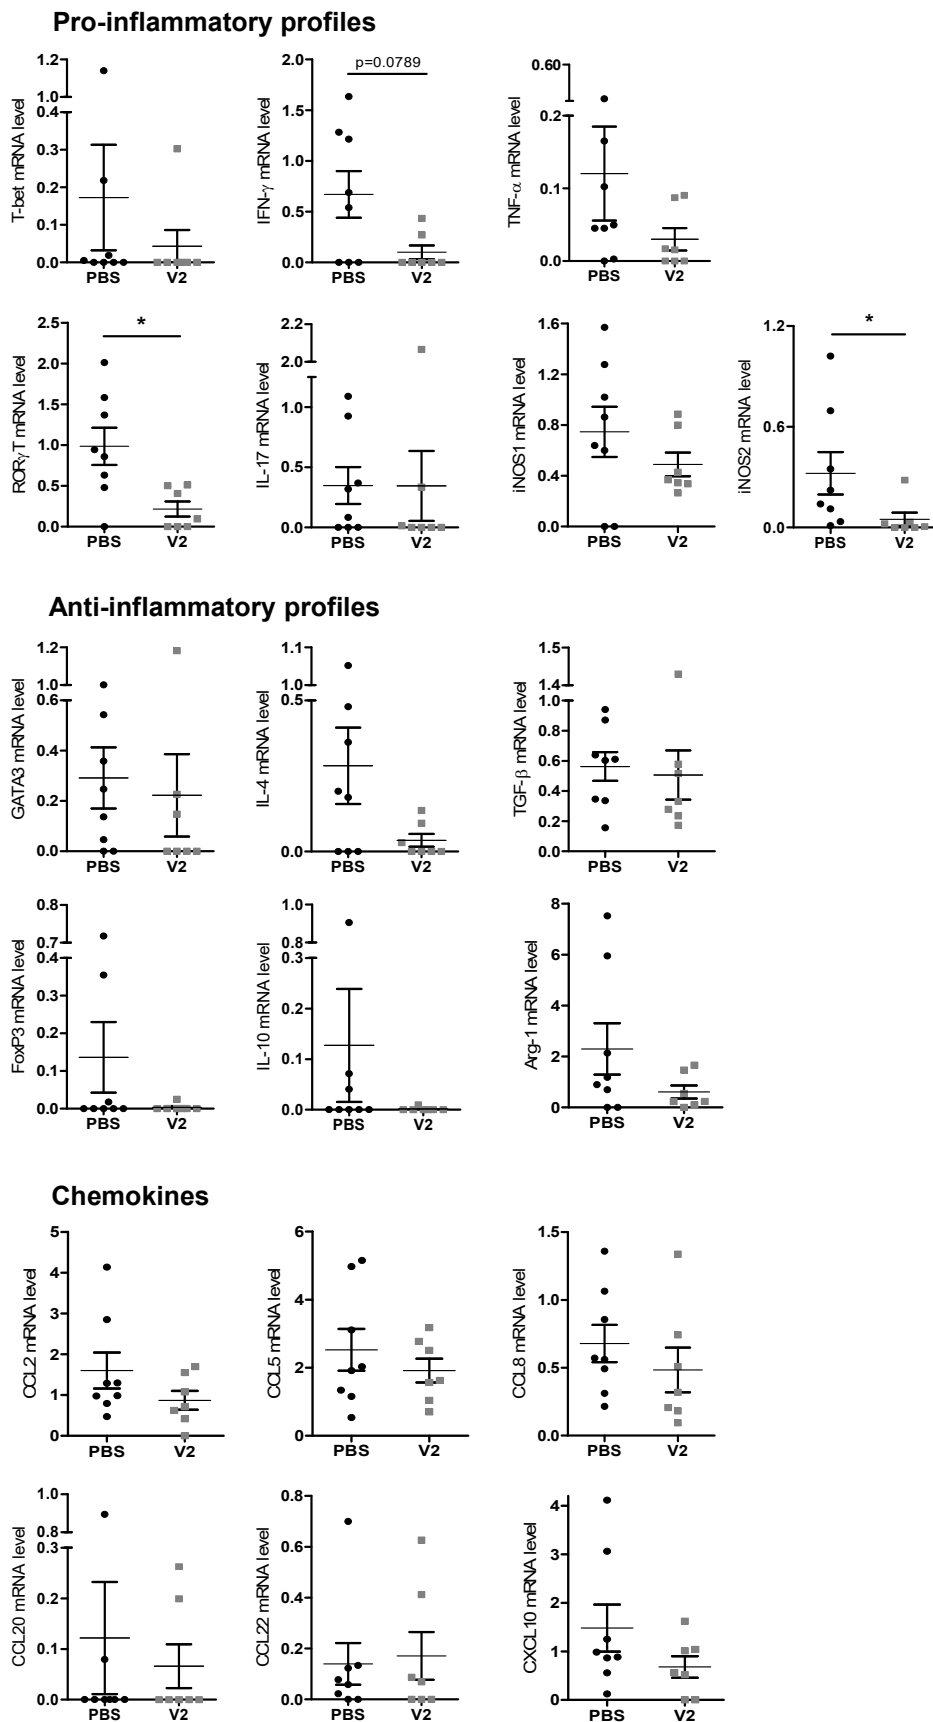 Pro-inflammatory profiles
T-bet mRNA level
1.2
1.0
0.4
0.3
0.2
0.1
0.0
PBS
V2
IFN-γ mRNA level
2.0
1.5
1.0
0.5
0.0
p=0.0789
PBS
V2
TNF-α mRNA level
0.60
0.2
0.1
0.0
PBS
V2
RORγT mRNA level
2.5
2.0
1.5
1.0
0.5
0.0
*
PBS
V2
IL-17 mRNA level
2.2
2.0
1.0
0.5
0.0
PBS
V2
iNOS1 mRNA level
1.6
1.2
0.8
0.4
0.0
PBS
V2
iNOS2 mRNA level
1.2
0.6
0.0
*
PBS
V2
Anti-inflammatory profiles
GATA3 mRNA level
1.2
1.0
0.6
0.4
0.2
0.0
PBS
V2
IL-4 mRNA level
1.1
1.0
0.5
0.0
PBS
V2
TGF-β mRNA level
1.5
1.4
1.0
0.8
0.6
0.4
0.2
0.0
PBS
V2
FoxP3 mRNA level
0.8
0.7
0.4
0.3
0.2
0.1
0.0
PBS
V2
IL-10 mRNA level
1.0
0.8
0.3
0.2
0.1
0.0
PBS
V2
Arg-1 mRNA level
8
6
4
2
0
PBS
V2
Chemokines
CCL2 mRNA level
5
4
3
2
1
0
PBS
V2
CCL5 mRNA level
6
4
2
0
PBS
V2
CCL8 mRNA level
1.5
1.0
0.5
0.0
PBS
V2
CCL20 mRNA level
1.0
0.8
0.3
0.2
0.1
0.0
PBS
V2
CCL22 mRNA level
0.8
0.6
0.4
0.2
0.0
PBS
V2
CXCL10 mRNA level
4
3
2
1
0
PBS
V2